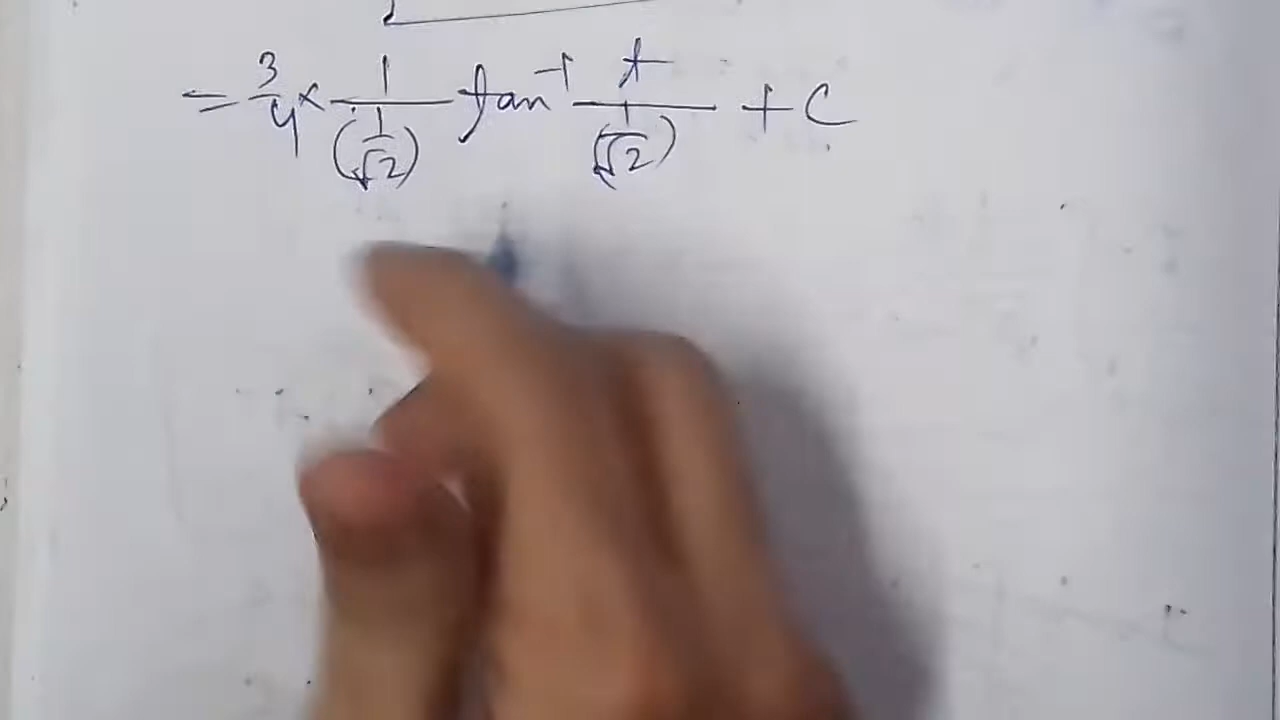 = 3/4 × 1/(1/√2) tan⁻¹ t/(1/√2) + C